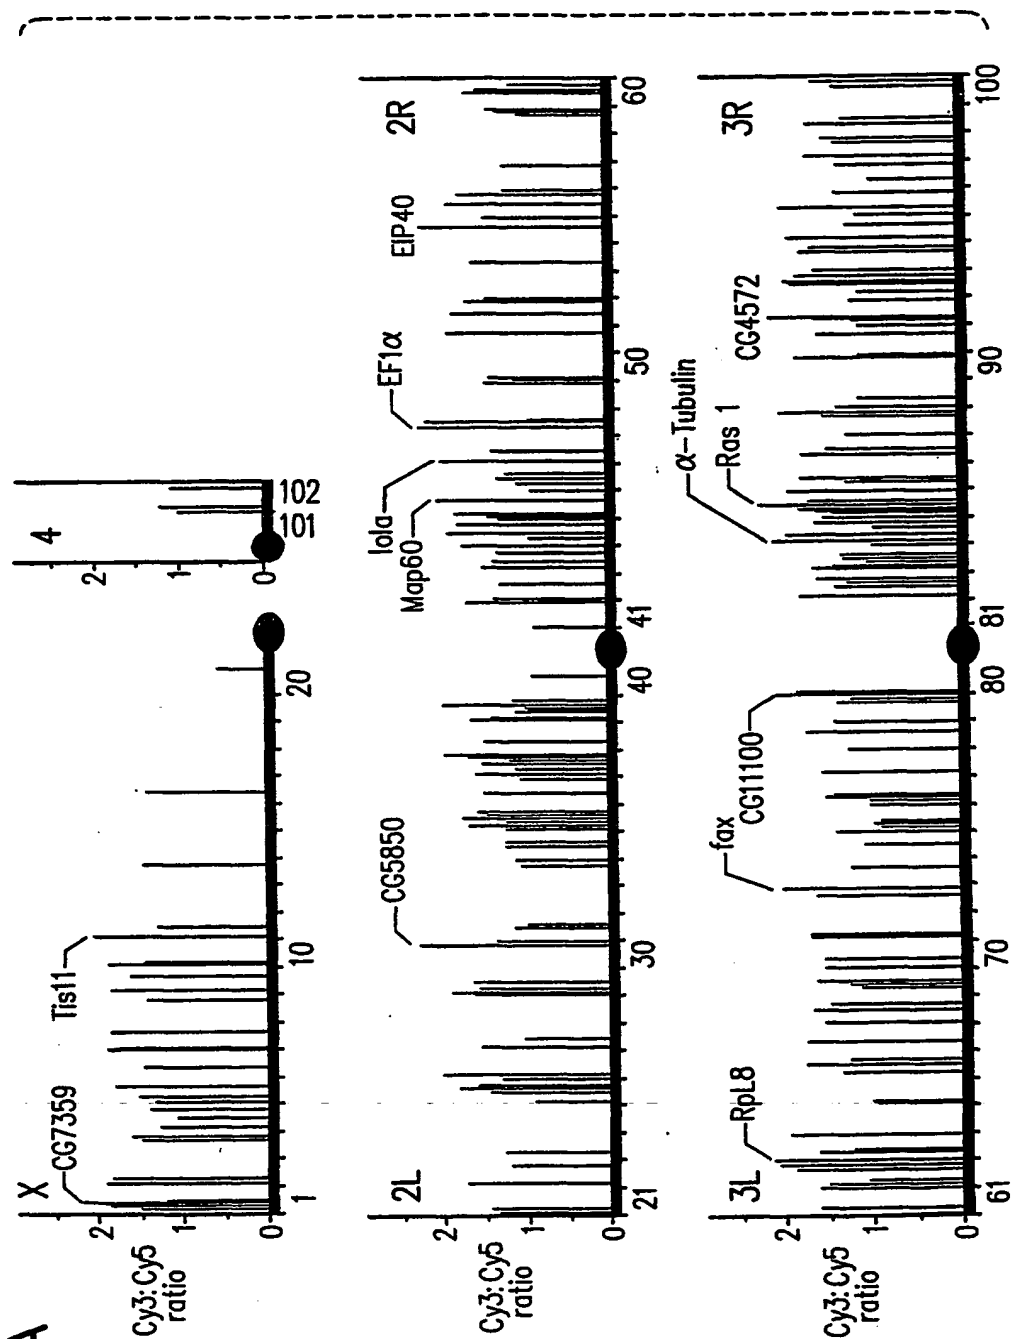 X
4
CG7359
Tis11
Cy3:Cy5
ratio
2
1
0
1
10
20
2
1
0
101
102
2L
2R
CG5850
Map60
lola
EF1α
EIP40
Cy3:Cy5
ratio
2
1
0
21
30
40
41
50
60
3L
3R
RpL8
fax
CG11100
α-Tubulin
Ras 1
CG4572
Cy3:Cy5
ratio
2
1
0
61
70
80
81
90
100